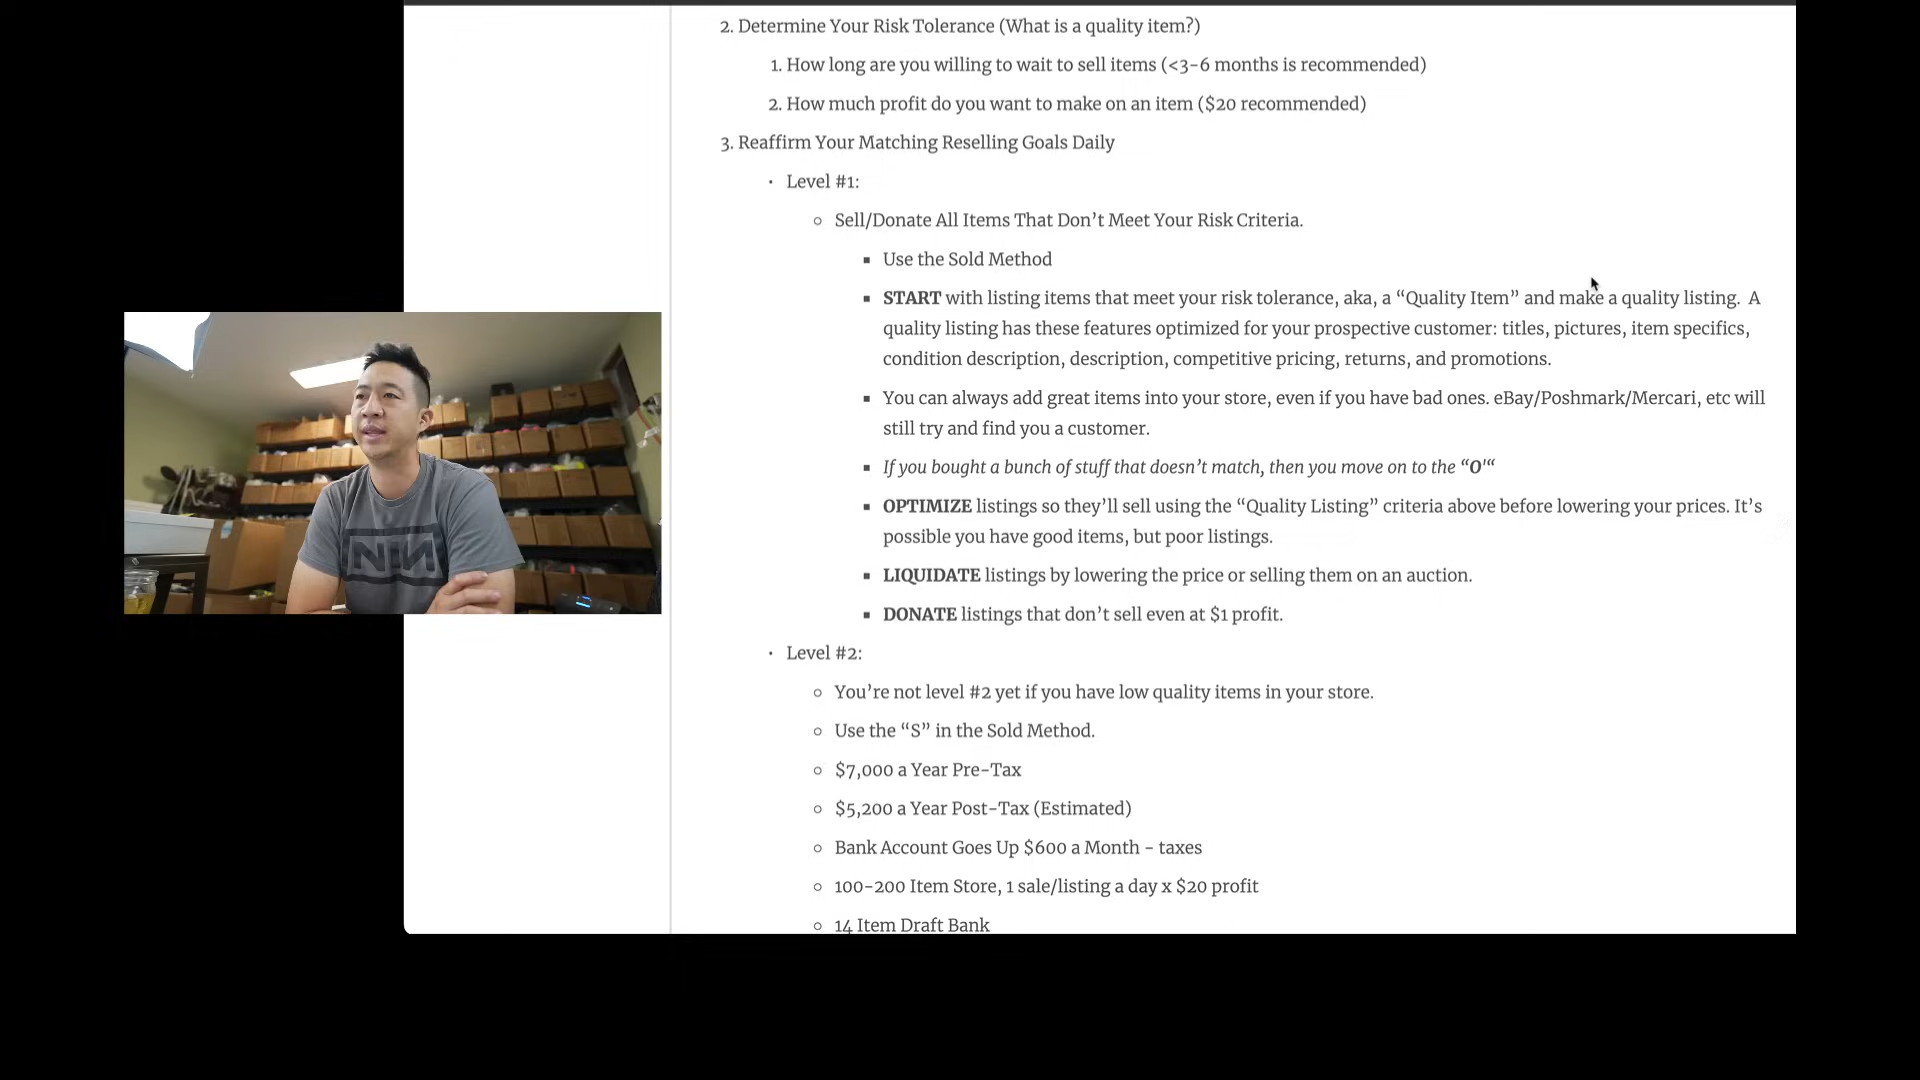 2. Determine Your Risk Tolerance (What is a quality item?)
1. How long are you willing to wait to sell items (<3-6 months is recommended)
2. How much profit do you want to make on an item ($20 recommended)
3. Reaffirm Your Matching Reselling Goals Daily
· Level #1:
○ Sell/Donate All Items That Don’t Meet Your Risk Criteria.
▪ Use the Sold Method
▪ START with listing items that meet your risk tolerance, aka, a “Quality Item” and make a quality listing. A
quality listing has these features optimized for your prospective customer: titles, pictures, item specifics,
condition description, description, competitive pricing, returns, and promotions.
▪ You can always add great items into your store, even if you have bad ones. eBay/Poshmark/Mercari, etc will
still try and find you a customer.
▪ If you bought a bunch of stuff that doesn’t match, then you move on to the “O'“
▪ OPTIMIZE listings so they’ll sell using the “Quality Listing” criteria above before lowering your prices. It’s
possible you have good items, but poor listings.
▪ LIQUIDATE listings by lowering the price or selling them on an auction.
▪ DONATE listings that don’t sell even at $1 profit.
· Level #2:
○ You’re not level #2 yet if you have low quality items in your store.
○ Use the “S” in the Sold Method.
○ $7,000 a Year Pre-Tax
○ $5,200 a Year Post-Tax (Estimated)
○ Bank Account Goes Up $600 a Month - taxes
○ 100-200 Item Store, 1 sale/listing a day x $20 profit
○ 14 Item Draft Bank
NIN